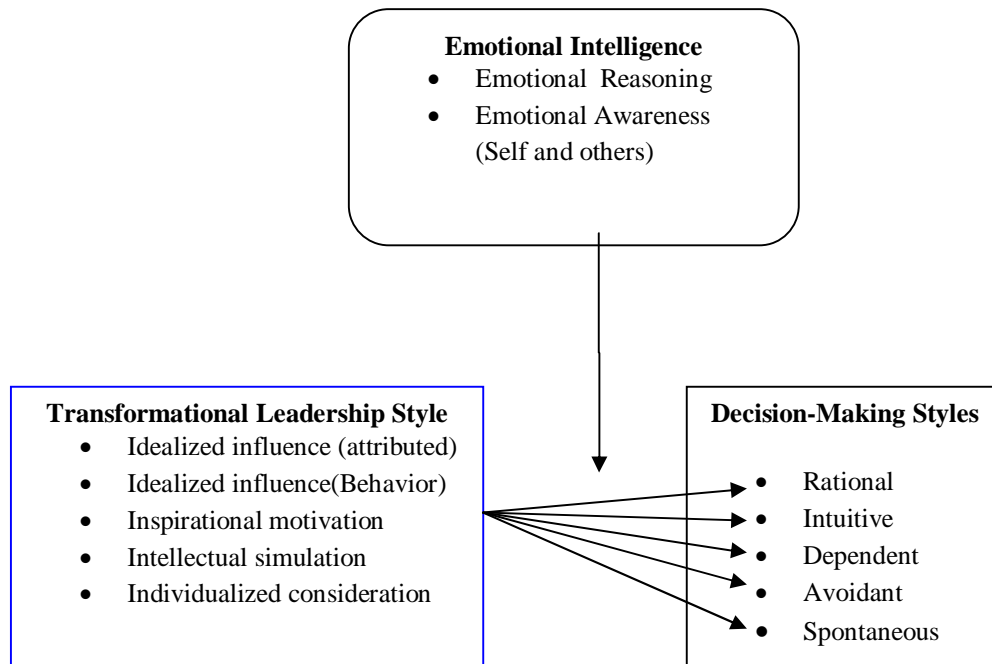 Emotional Intelligence
• Emotional Reasoning
• Emotional Awareness
(Self and others)
Transformational Leadership Style
• Idealized influence (attributed)
• Idealized influence(Behavior)
• Inspirational motivation
• Intellectual simulation
• Individualized consideration
Decision-Making Styles
• Rational
• Intuitive
• Dependent
• Avoidant
• Spontaneous